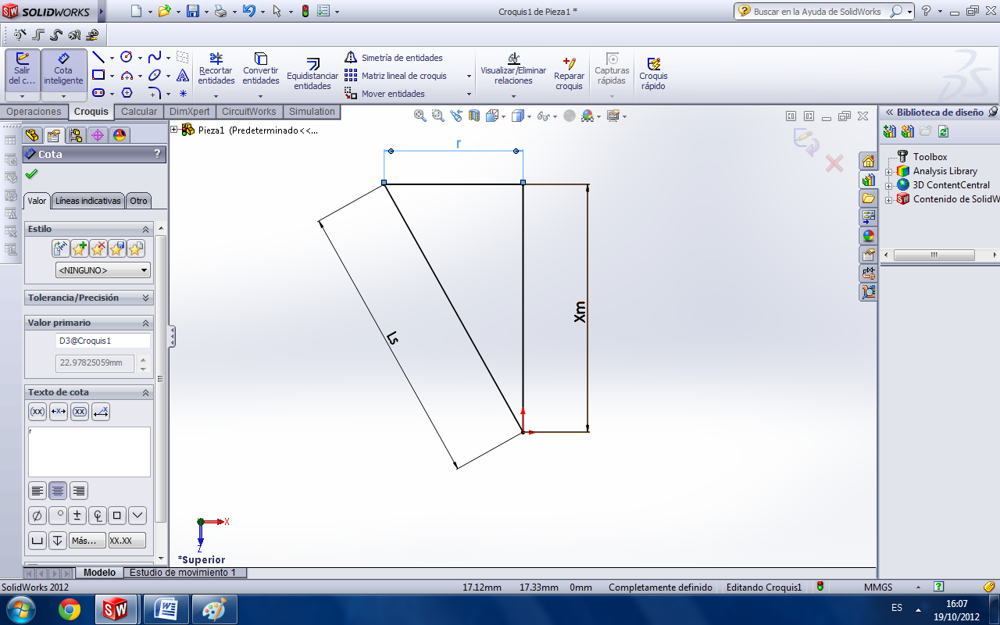 SOLIDWORKS
Croquis1 de Pieza1 *
Buscar en la Ayuda de SolidWorks
?
Salir del c...
Cota inteligente
Recortar entidades
Convertir entidades
Equidistanciar entidades
Simetría de entidades
Matriz lineal de croquis
Mover entidades
Visualizar/Eliminar relaciones
Reparar croquis
Capturas rápidas
Croquis rápido
Operaciones
Croquis
Calcular
DimXpert
CircuitWorks
Simulation
Pieza1 (Predeterminado<<...
Cota
?
Valor
Líneas indicativas
Otro
Estilo
<NINGUNO>
Tolerancia/Precisión
Valor primario
D3@Croquis1
22.97825059mm
Texto de cota
(xx)
(xx)
r
Más...
XX.XX
r
Xm
Ls
X
Z
*Superior
Biblioteca de diseño
Toolbox
Analysis Library
3D ContentCentral
Contenido de SolidW
Modelo
Estudio de movimiento 1
SolidWorks 2012
17.12mm
17.33mm
0mm
Completamente definido
Editando Croquis1
MMGS
?
ES
16:07
19/10/2012